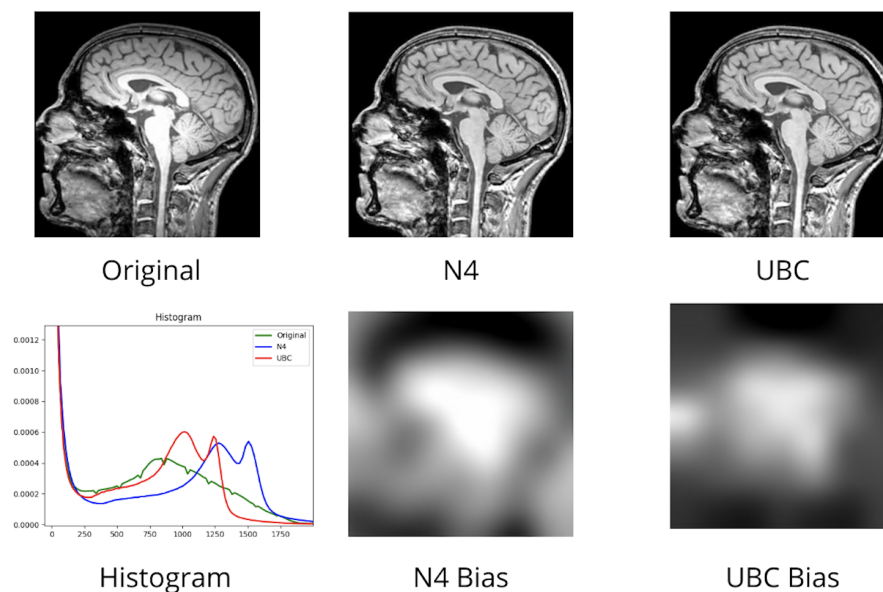 Original
N4
UBC
Histogram
Original
N4
UBC
0.0012
0.0010
0.0008
0.0006
0.0004
0.0002
0.0000
0
250
500
750
1000
1250
1500
1750
Histogram
N4 Bias
UBC Bias